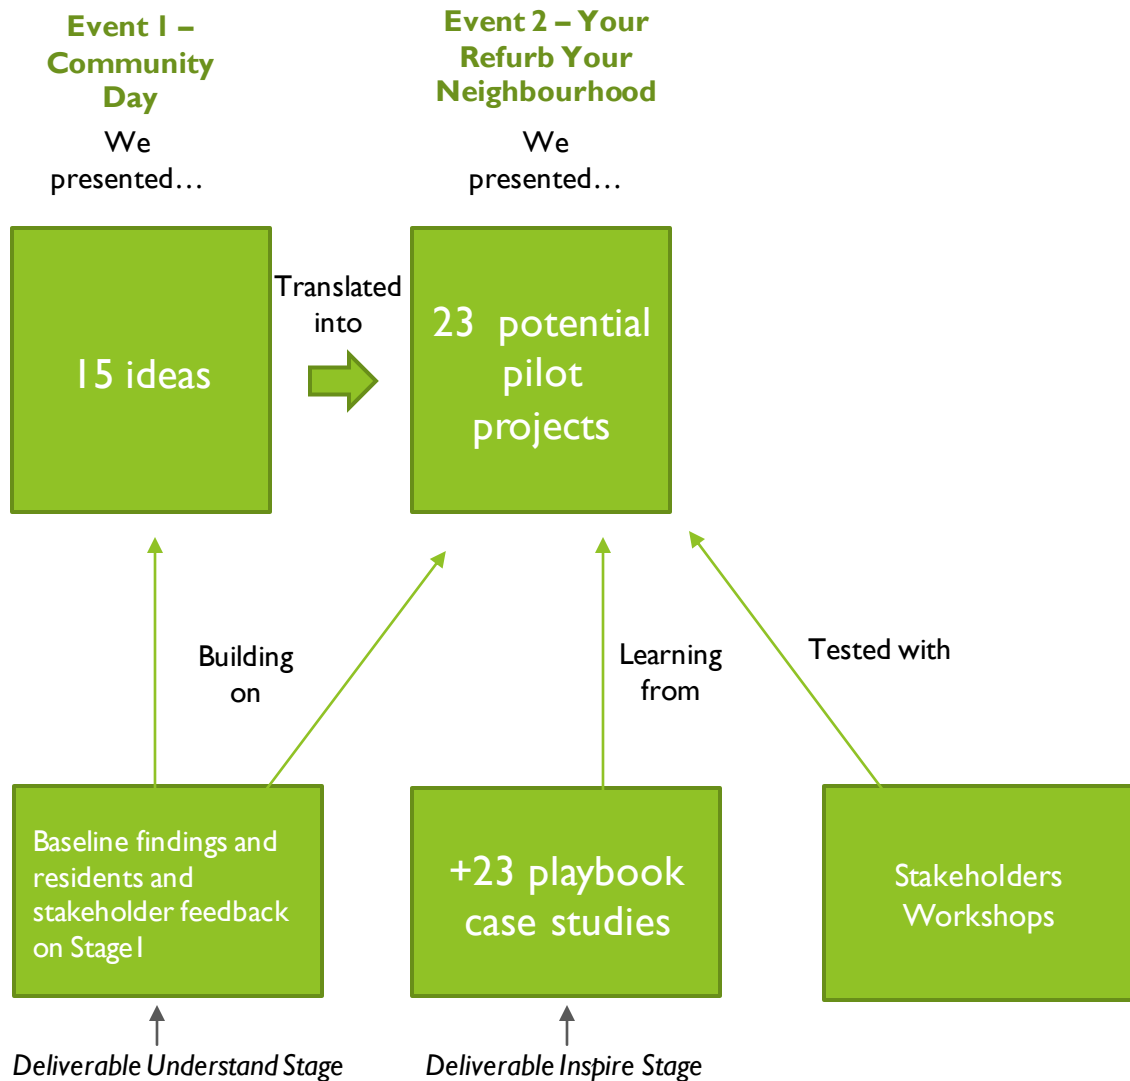 Event 1 –
Community
Day
We
presented…
Event 2 – Your
Refurb Your
Neighbourhood
We
presented…
15 ideas
Translated
into
23 potential
pilot
projects
Building
on
Learning
from
Tested with
Baseline findings and
residents and
stakeholder feedback
on Stage1
+23 playbook
case studies
Stakeholders
Workshops
Deliverable Understand Stage
Deliverable Inspire Stage